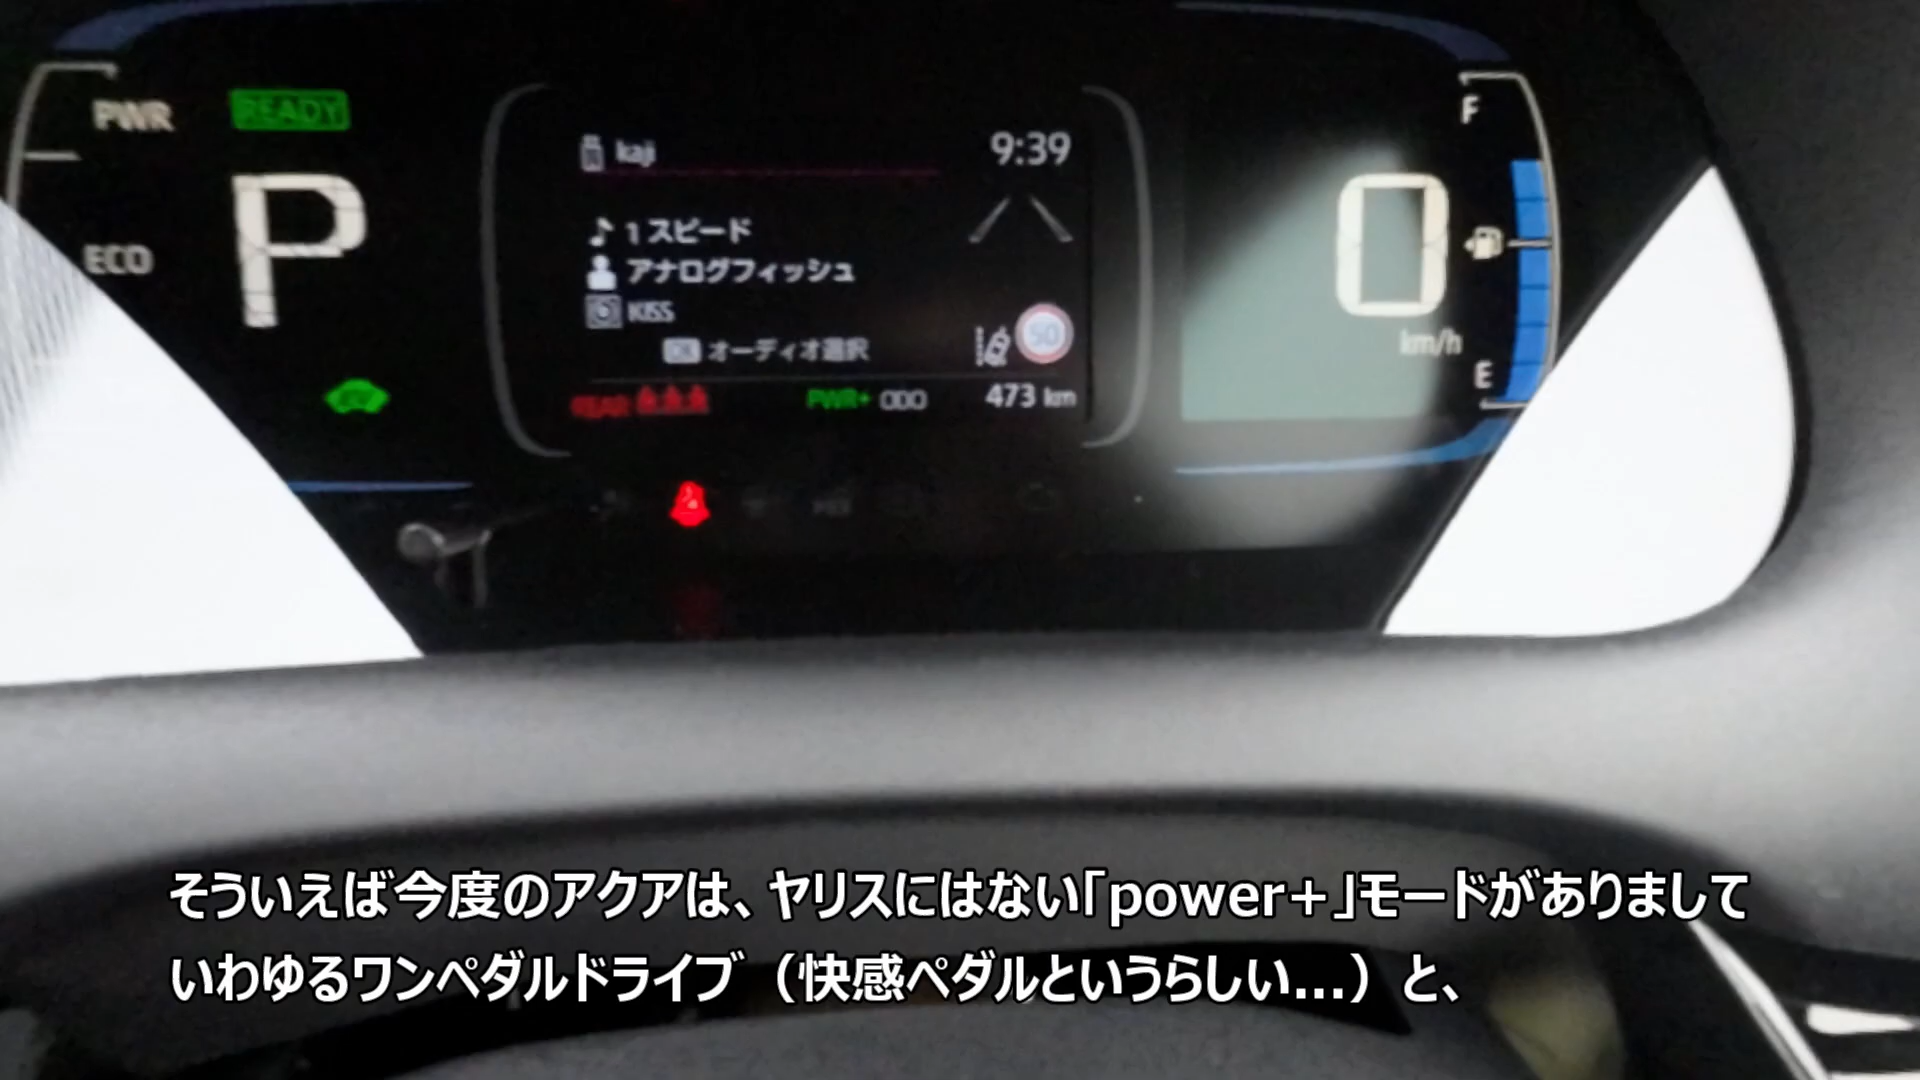 PWR
READY
P
ECO
kaji
9:39
1 スピード
アナログフィッシュ
KISS
OK オーディオ選択
50
REAR
PWR+ ODO
473 km
0
km/h
F
E
そういえば今度のアクアは、ヤリスにはない「power+」モードがありまして
いわゆるワンペダルドライブ（快感ペダルというらしい...）と、